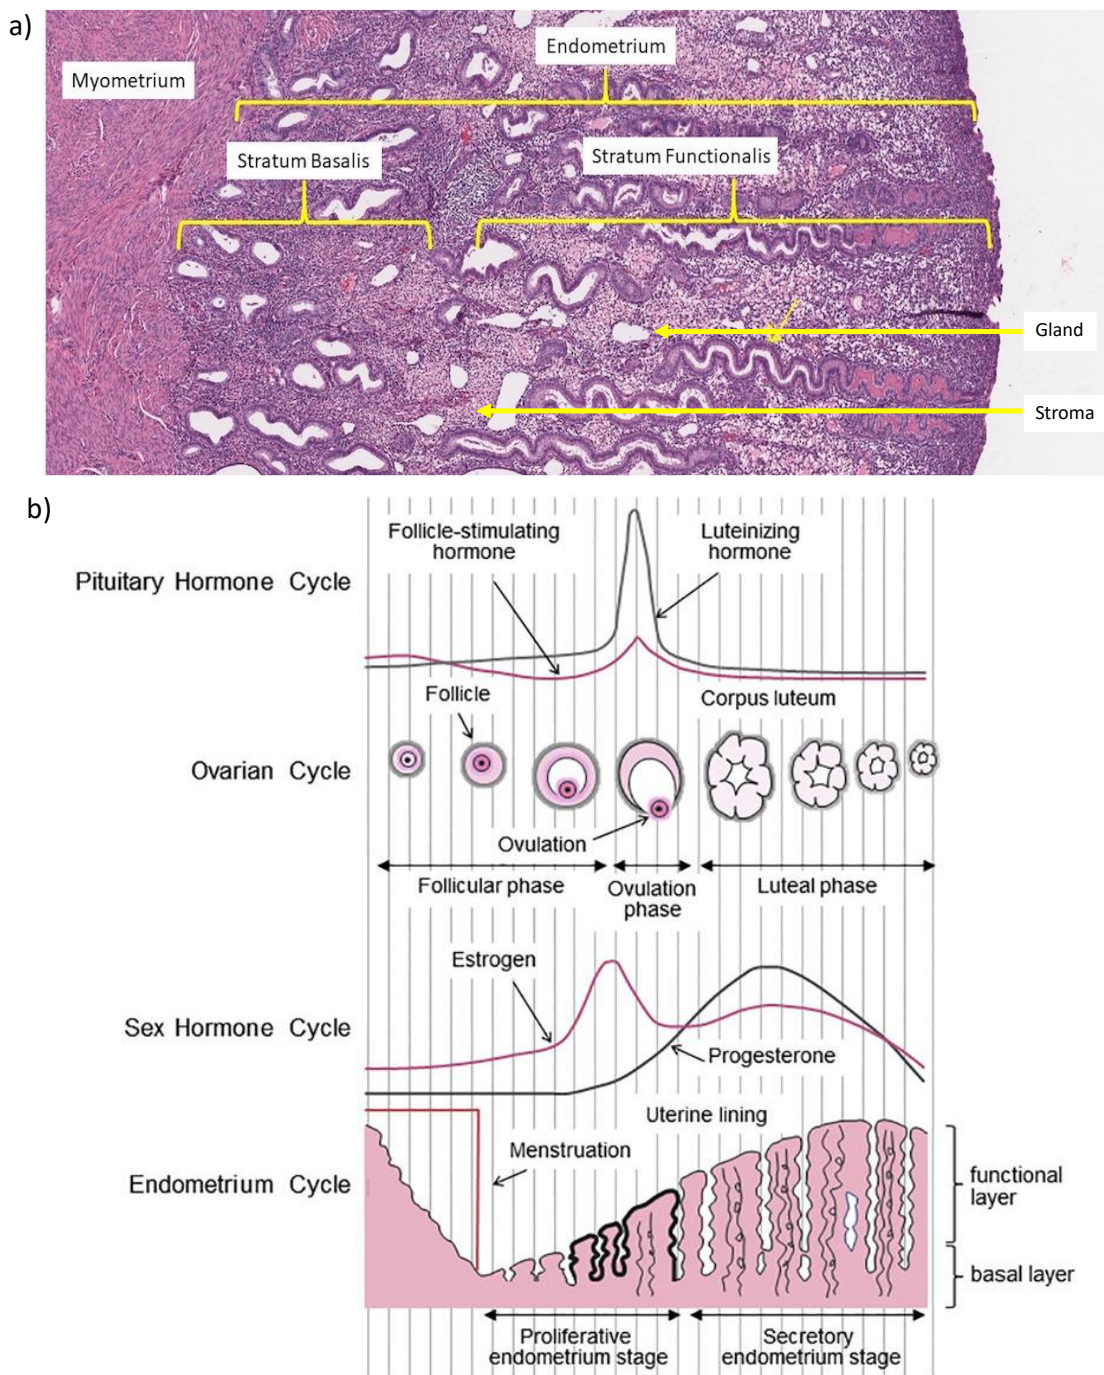 a)
Endometrium
Myometrium
Stratum Basalis
Stratum Functionalis
Gland
Stroma
b)
Follicle-stimulating
hormone
Luteinizing
hormone
Pituitary Hormone Cycle
Follicle
Corpus luteum
Ovarian Cycle
Ovulation
Follicular phase
Ovulation
phase
Luteal phase
Estrogen
Sex Hormone Cycle
Progesterone
Uterine lining
Menstruation
Endometrium Cycle
functional
layer
basal layer
Proliferative
endometrium stage
Secretory
endometrium stage